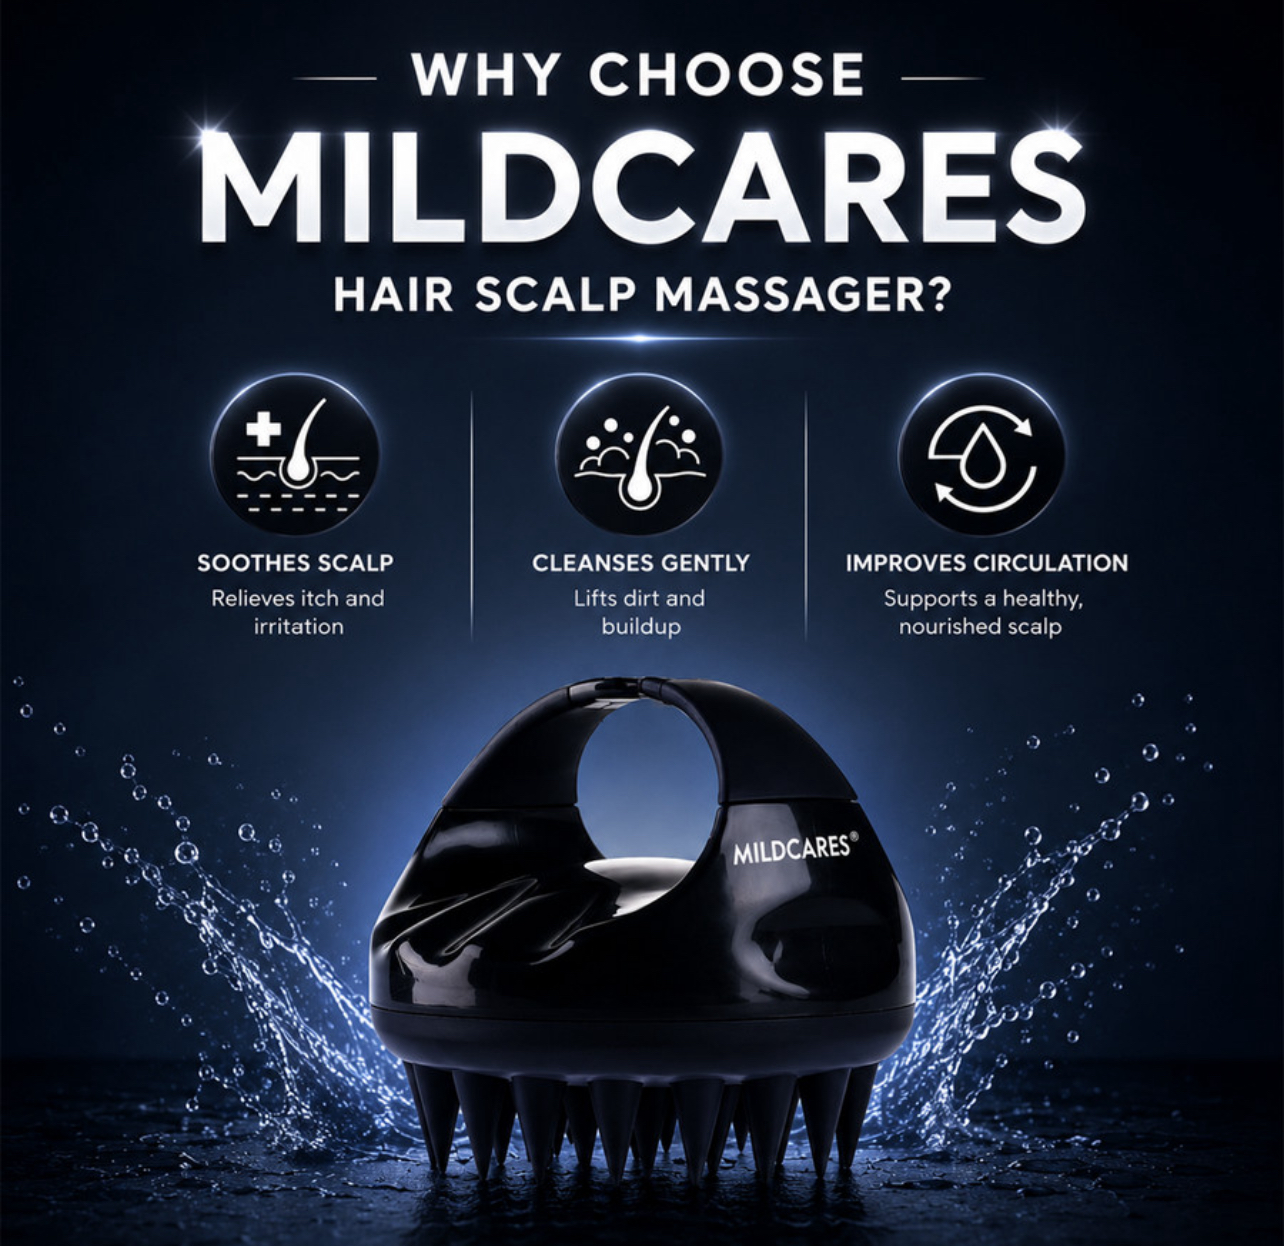 WHY CHOOSE
MILDCARES
HAIR SCALP MASSAGER?
SOOTHES SCALP
Relieves itch and
irritation
CLEANSES GENTLY
Lifts dirt and
buildup
IMPROVES CIRCULATION
Supports a healthy,
nourished scalp
MILDCARES®